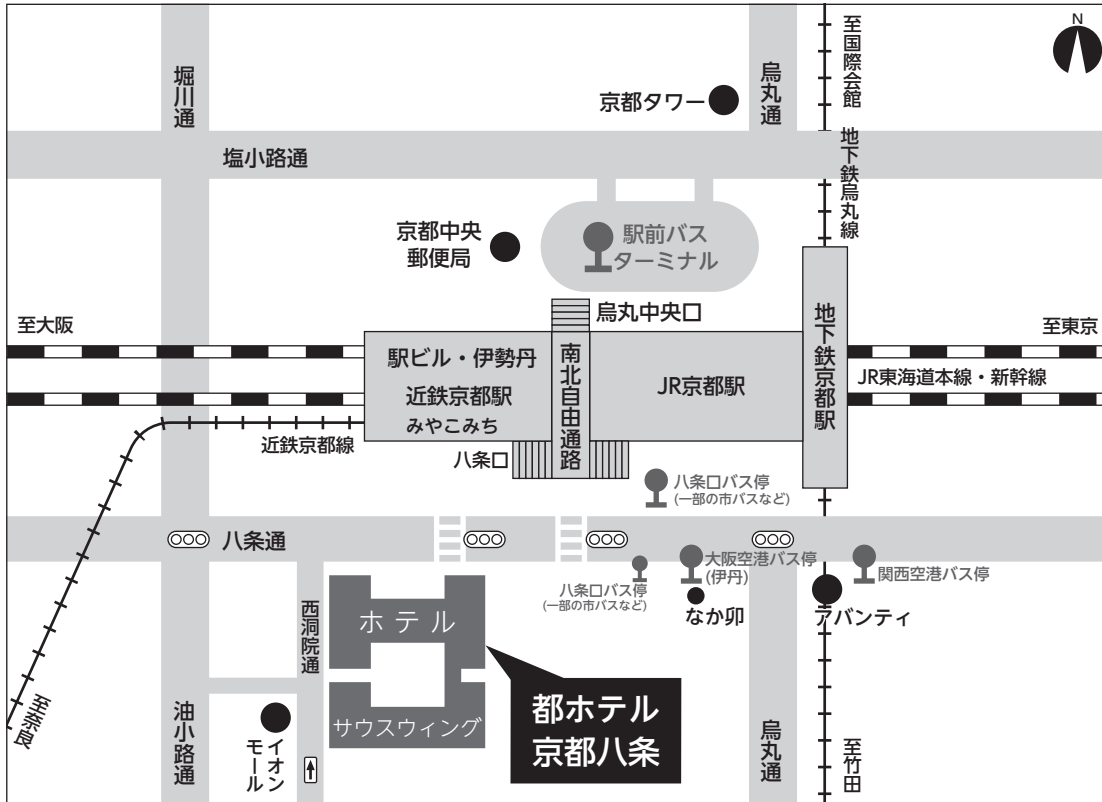 N
堀川通
烏丸通
至国際会館
京都タワー
塩小路通
地下鉄烏丸線
京都中央
郵便局
駅前バス
ターミナル
烏丸中央口
至大阪
至東京
駅ビル・伊勢丹
近鉄京都駅
みやこみち
南北自由通路
JR京都駅
地下鉄京都駅
JR東海道本線・新幹線
近鉄京都線
八条口
八条口バス停
(一部の市バスなど)
八条通
大阪空港バス停
(伊丹)
関西空港バス停
八条口バス停
(一部の市バスなど)
なか卯
アバンティ
西洞院通
ホテル
サウスウィング
都ホテル
京都八条
至奈良
油小路通
イオン
モール
烏丸通
至竹田